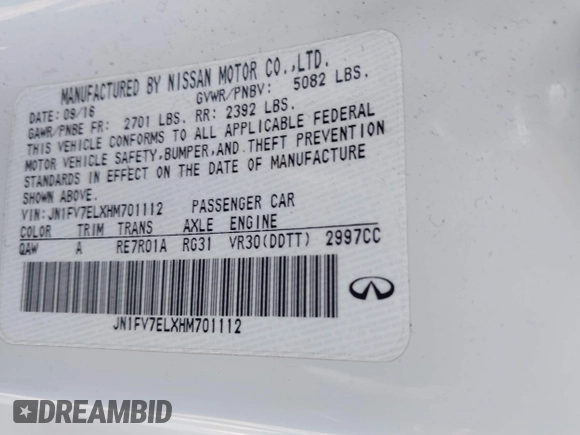 MANUFACTURED BY NISSAN MOTOR CO.,LTD.
DATE: 09/16 GVWR/PNBV: 5082 LBS.
GAWR/PNBE FR: 2701 LBS. RR: 2392 LBS.
THIS VEHICLE CONFORMS TO ALL APPLICABLE FEDERAL
MOTOR VEHICLE SAFETY,BUMPER,AND THEFT PREVENTION
STANDARDS IN EFFECT ON THE DATE OF MANUFACTURE
SHOWN ABOVE.
VIN: JN1FV7ELXHM701112 PASSENGER CAR
COLOR TRIM TRANS AXLE ENGINE
QAW A RE7R01A RG31 VR30(DDTT) 2997CC
JN1FV7ELXHM701112
DREAMBID